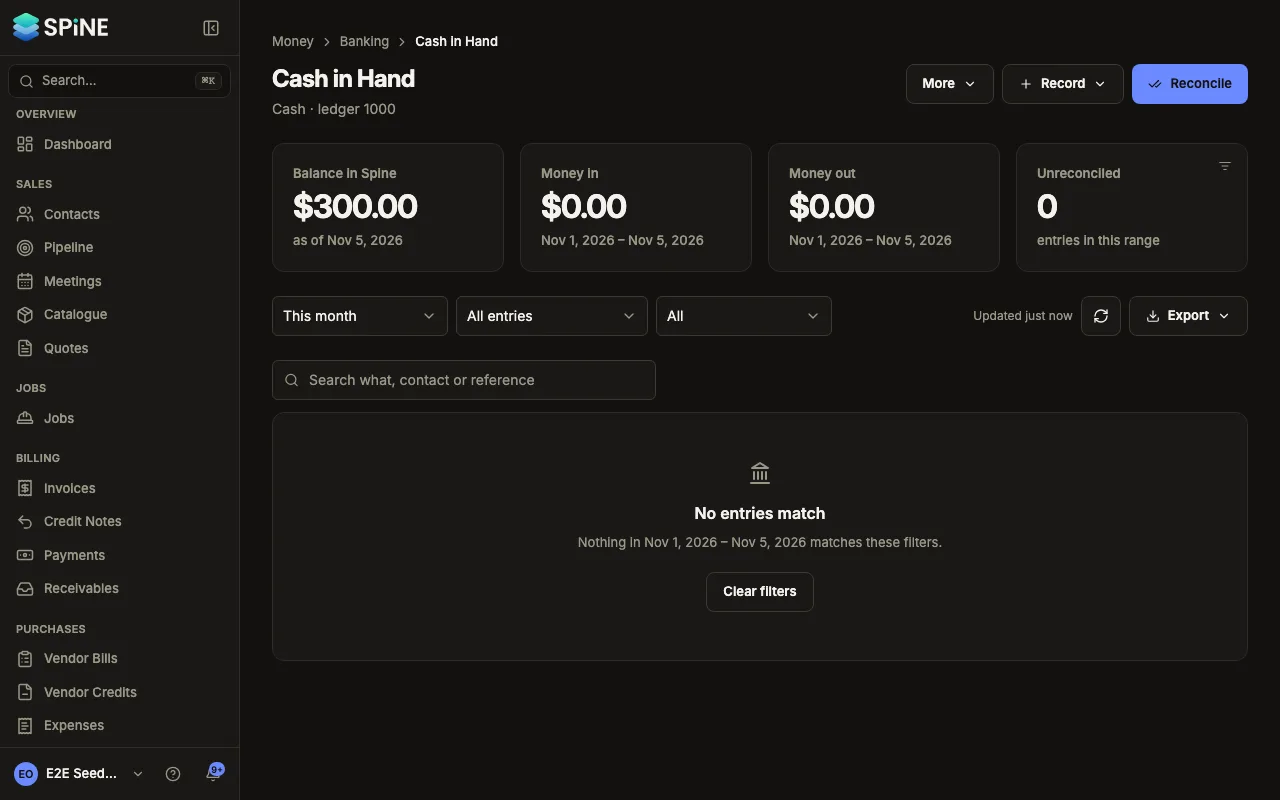 SPiNE
Search...
⌘K
OVERVIEW
Dashboard
SALES
Contacts
Pipeline
Meetings
Catalogue
Quotes
JOBS
Jobs
BILLING
Invoices
Credit Notes
Payments
Receivables
PURCHASES
Vendor Bills
Vendor Credits
Expenses
EO E2E Seed...
9+
Money > Banking > Cash in Hand
Cash in Hand
Cash · ledger 1000
More
Record
Reconcile
Balance in Spine
$300.00
as of Nov 5, 2026
Money in
$0.00
Nov 1, 2026 – Nov 5, 2026
Money out
$0.00
Nov 1, 2026 – Nov 5, 2026
Unreconciled
0
entries in this range
This month
All entries
All
Updated just now
Export
Search what, contact or reference
No entries match
Nothing in Nov 1, 2026 – Nov 5, 2026 matches these filters.
Clear filters